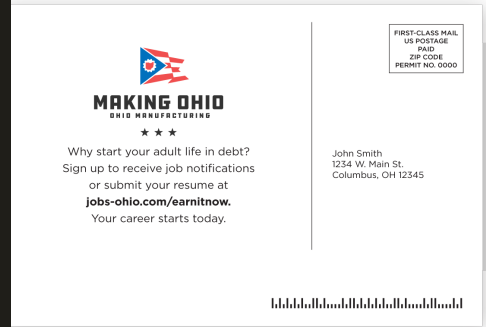 FIRST-CLASS MAIL
US POSTAGE
PAID
ZIP CODE
PERMIT NO. 0000
MAKING OHIO
OHIO MANUFACTURING
Why start your adult life in debt?
Sign up to receive job notifications
or submit your resume at
jobs-ohio.com/earnitnow.
Your career starts today.
John Smith
1234 W. Main St.
Columbus, OH 12345